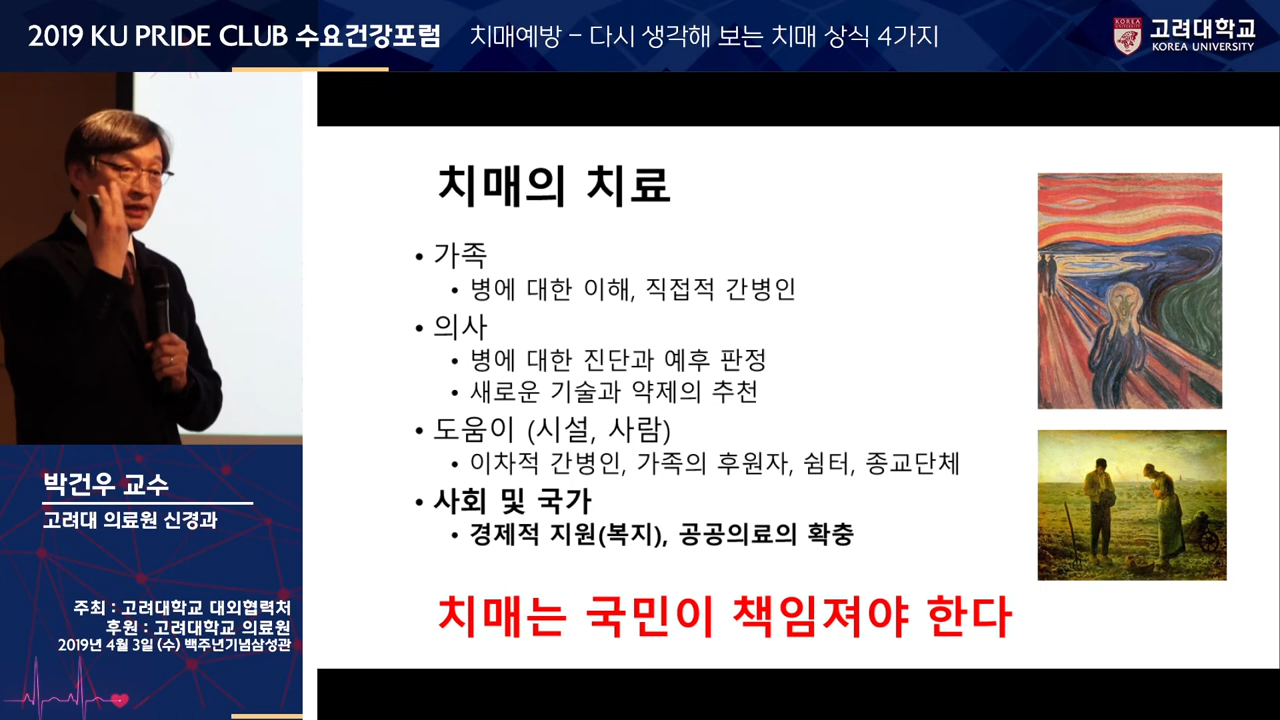 2019 KU PRIDE CLUB 수요건강포럼 치매예방 - 다시 생각해 보는 치매 상식 4가지
KOREA UNIVERSITY
고려대학교
KOREA UNIVERSITY
치매의 치료
• 가족
• 병에 대한 이해, 직접적 간병인
• 의사
• 병에 대한 진단과 예후 판정
• 새로운 기술과 약제의 추천
• 도움이 (시설, 사람)
• 이차적 간병인, 가족의 후원자, 쉼터, 종교단체
• 사회 및 국가
• 경제적 지원(복지), 공공의료의 확충
치매는 국민이 책임져야 한다
박건우 교수
고려대 의료원 신경과
주최 : 고려대학교 대외협력처
후원 : 고려대학교 의료원
2019년 4월 3일 (수) 백주년기념삼성관